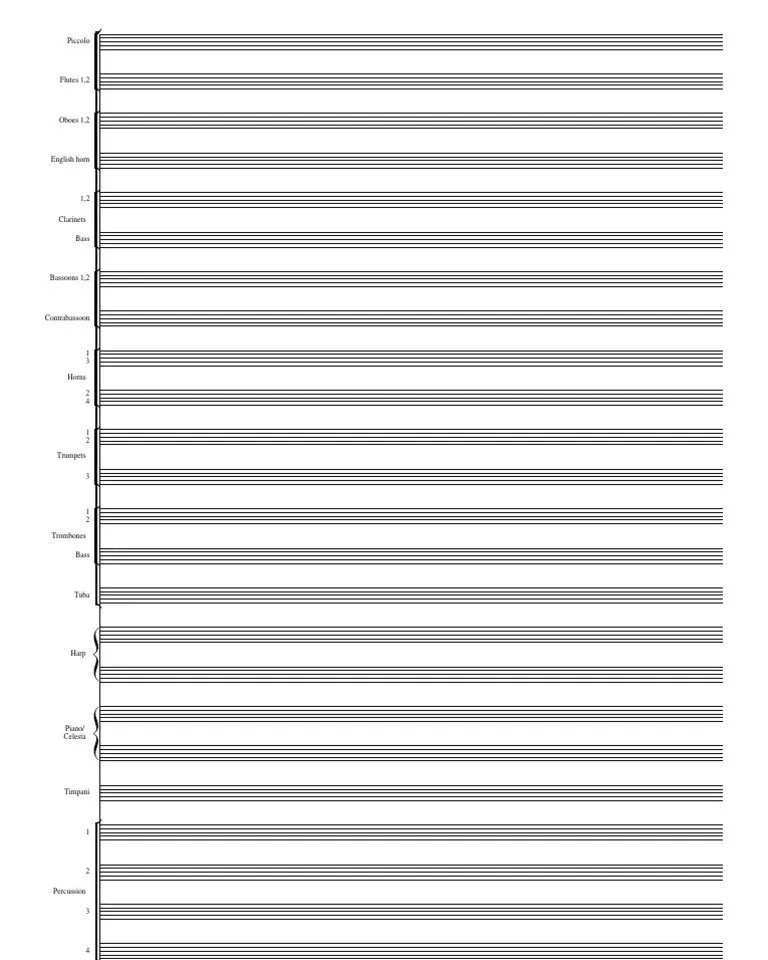 Piccolo
Flutes 1,2
Oboes 1,2
English horn
1,2
Clarinets
Bass
Bassoons 1,2
Contrabassoon
1
3
Horns
2
4
1
2
Trumpets
3
1
2
Trombones
Bass
Tuba
Harp
Piano/
Celesta
Timpani
1
2
Percussion
3
4